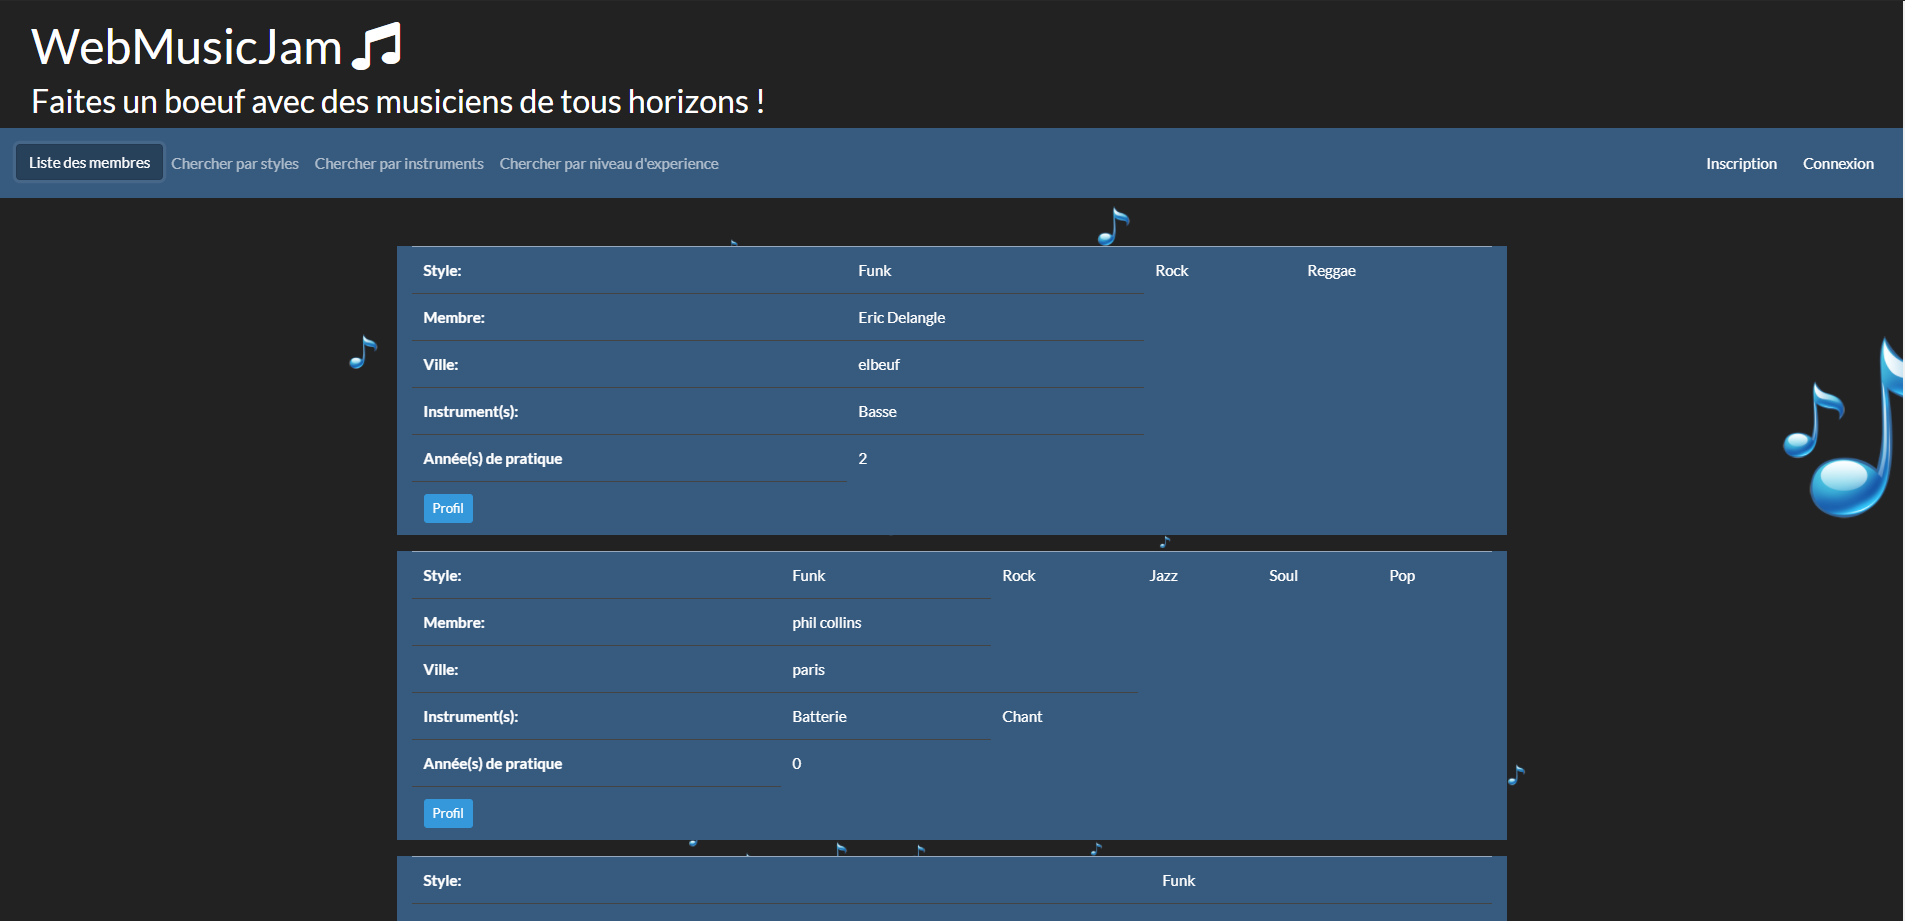 WebMusicJam
Faites un boeuf avec des musiciens de tous horizons !
Liste des membres Chercher par styles Chercher par instruments Chercher par niveau d'experience Inscription Connexion
Style: Funk Rock Reggae
Membre: Eric Delangle
Ville: elbeuf
Instrument(s): Basse
Année(s) de pratique 2
Profil
Style: Funk Rock Jazz Soul Pop
Membre: phil collins
Ville: paris
Instrument(s): Batterie Chant
Année(s) de pratique 0
Profil
Style: Funk